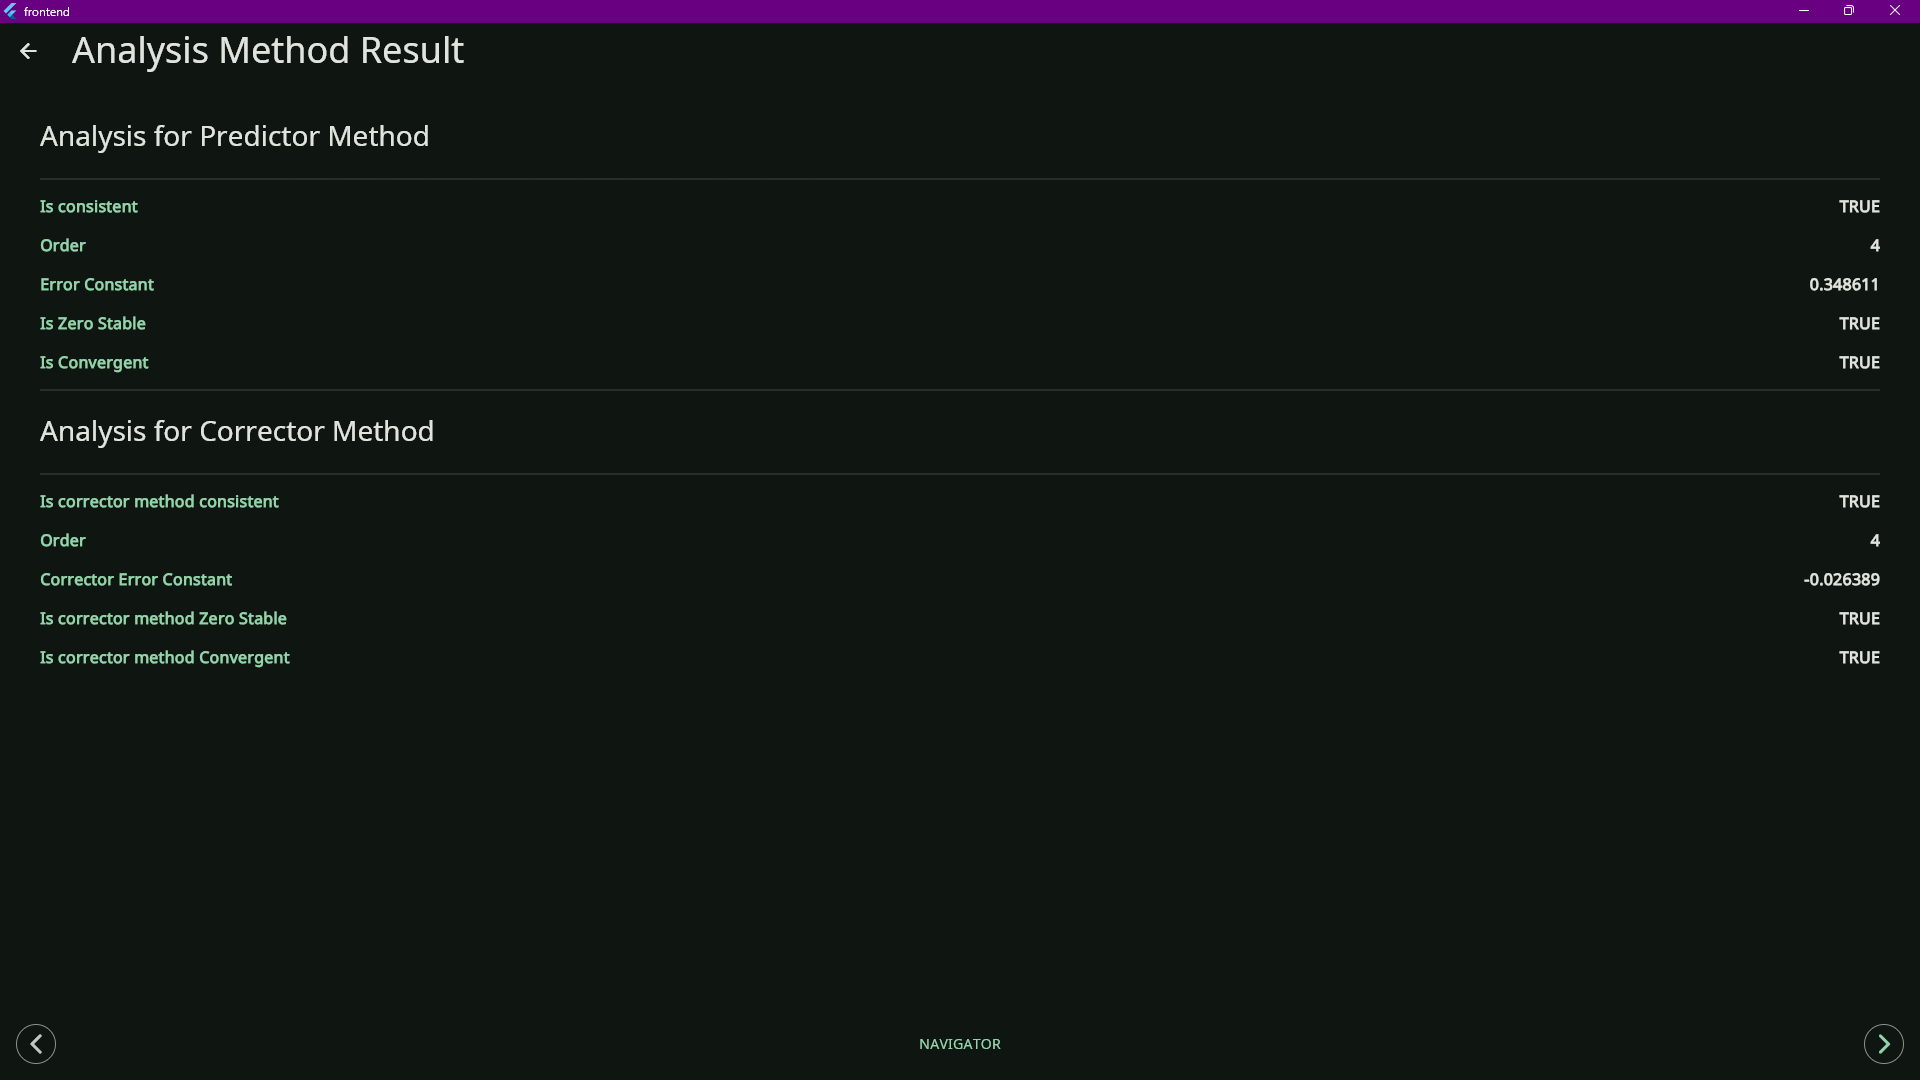 frontend
Analysis Method Result
Analysis for Predictor Method
Is consistent TRUE
Order 4
Error Constant 0.348611
Is Zero Stable TRUE
Is Convergent TRUE
Analysis for Corrector Method
Is corrector method consistent TRUE
Order 4
Corrector Error Constant -0.026389
Is corrector method Zero Stable TRUE
Is corrector method Convergent TRUE
NAVIGATOR